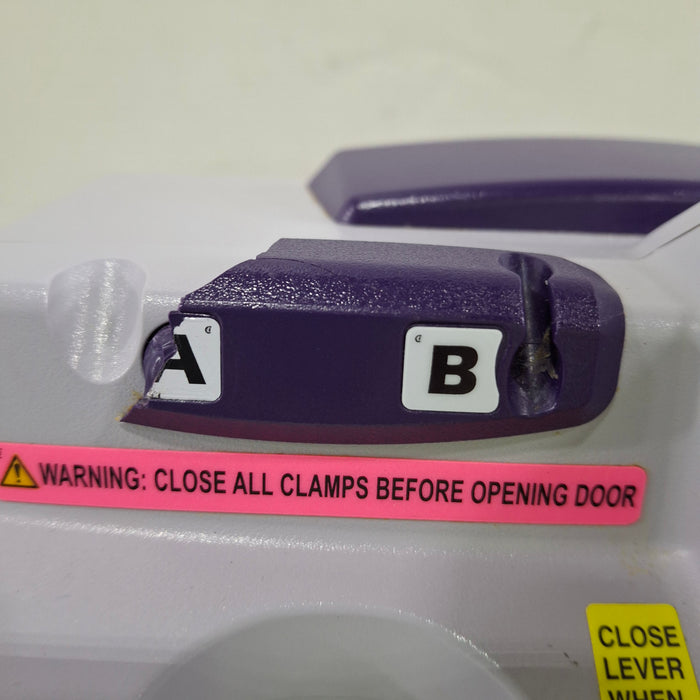 A
B
WARNING: CLOSE ALL CLAMPS BEFORE OPENING DOOR
CLOSE
LEVER
WHEN